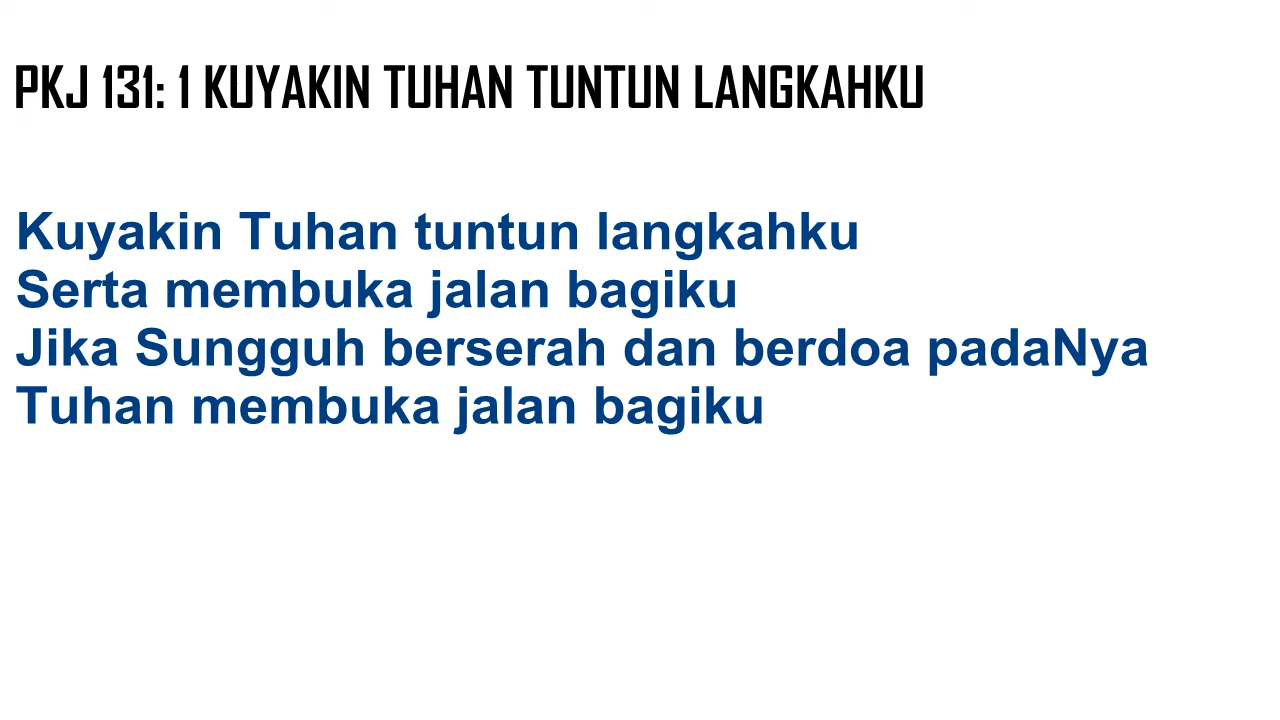 PKJ 131: 1 KUYAKIN TUHAN TUNTUN LANGKAHKU
Kuyakin Tuhan tuntun langkahku
Serta membuka jalan bagiku
Jika Sungguh berserah dan berdoa padaNya
Tuhan membuka jalan bagiku